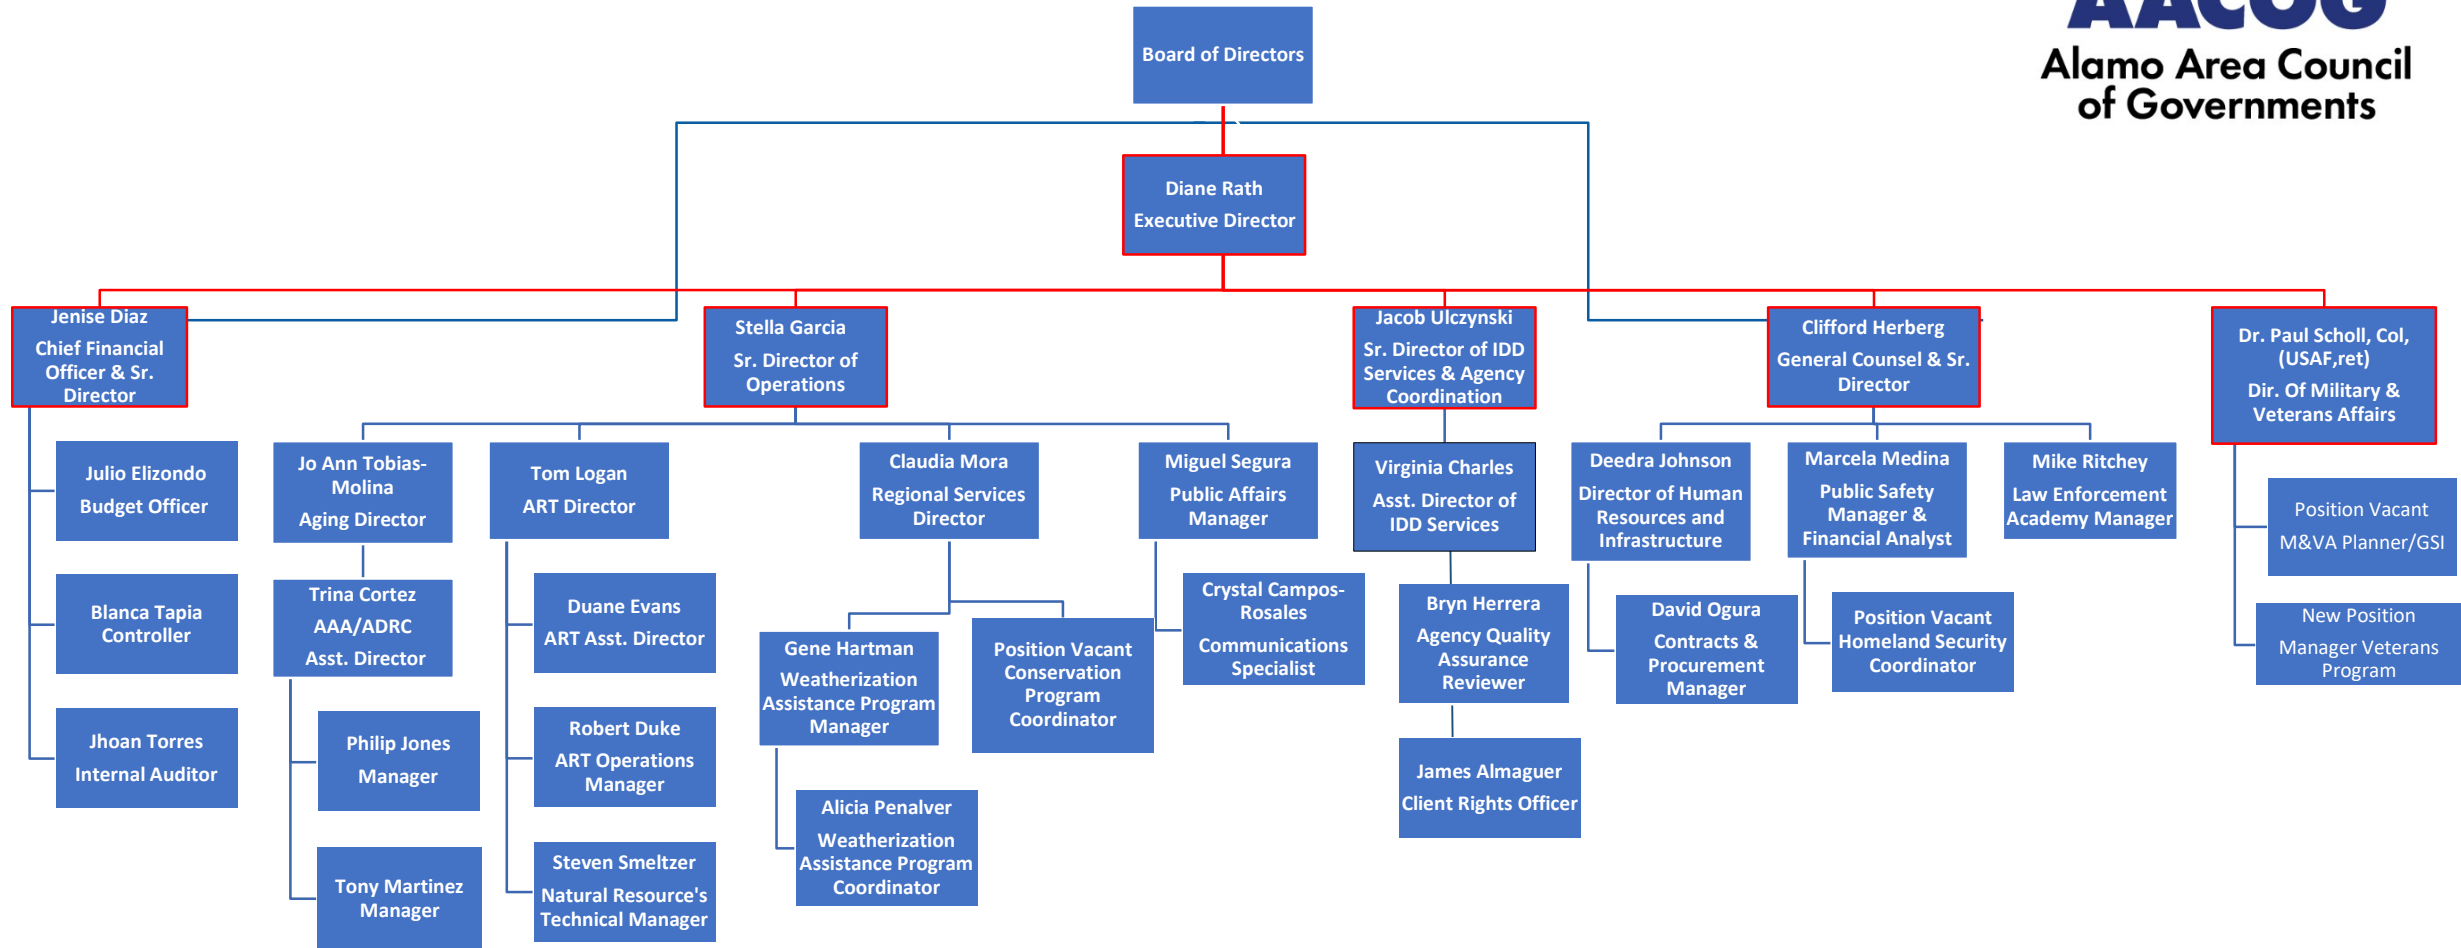 AACOG
Alamo Area Council
of Governments
Board of Directors
Diane Rath
Executive Director
Jenise Diaz
Chief Financial
Officer & Sr.
Director
Stella Garcia
Sr. Director of
Operations
Jacob Ulczynski
Sr. Director of IDD
Services & Agency
Coordination
Clifford Herberg
General Counsel & Sr.
Director
Dr. Paul Scholl, Col,
(USAF,ret)
Dir. Of Military &
Veterans Affairs
Julio Elizondo
Budget Officer
Blanca Tapia
Controller
Jhoan Torres
Internal Auditor
Jo Ann Tobias-
Molina
Aging Director
Trina Cortez
AAA/ADRC
Asst. Director
Philip Jones
Manager
Tony Martinez
Manager
Tom Logan
ART Director
Duane Evans
ART Asst. Director
Robert Duke
ART Operations
Manager
Steven Smeltzer
Natural Resource's
Technical Manager
Claudia Mora
Regional Services
Director
Gene Hartman
Weatherization
Assistance Program
Manager
Alicia Penalver
Weatherization
Assistance Program
Coordinator
Position Vacant
Conservation
Program
Coordinator
Miguel Segura
Public Affairs
Manager
Crystal Campos-
Rosales
Communications
Specialist
Virginia Charles
Asst. Director of
IDD Services
Bryn Herrera
Agency Quality
Assurance
Reviewer
James Almaguer
Client Rights Officer
Deedra Johnson
Director of Human
Resources and
Infrastructure
David Ogura
Contracts &
Procurement
Manager
Marcela Medina
Public Safety
Manager &
Financial Analyst
Position Vacant
Homeland Security
Coordinator
Mike Ritchey
Law Enforcement
Academy Manager
Position Vacant
M&VA Planner/GSI
New Position
Manager Veterans
Program